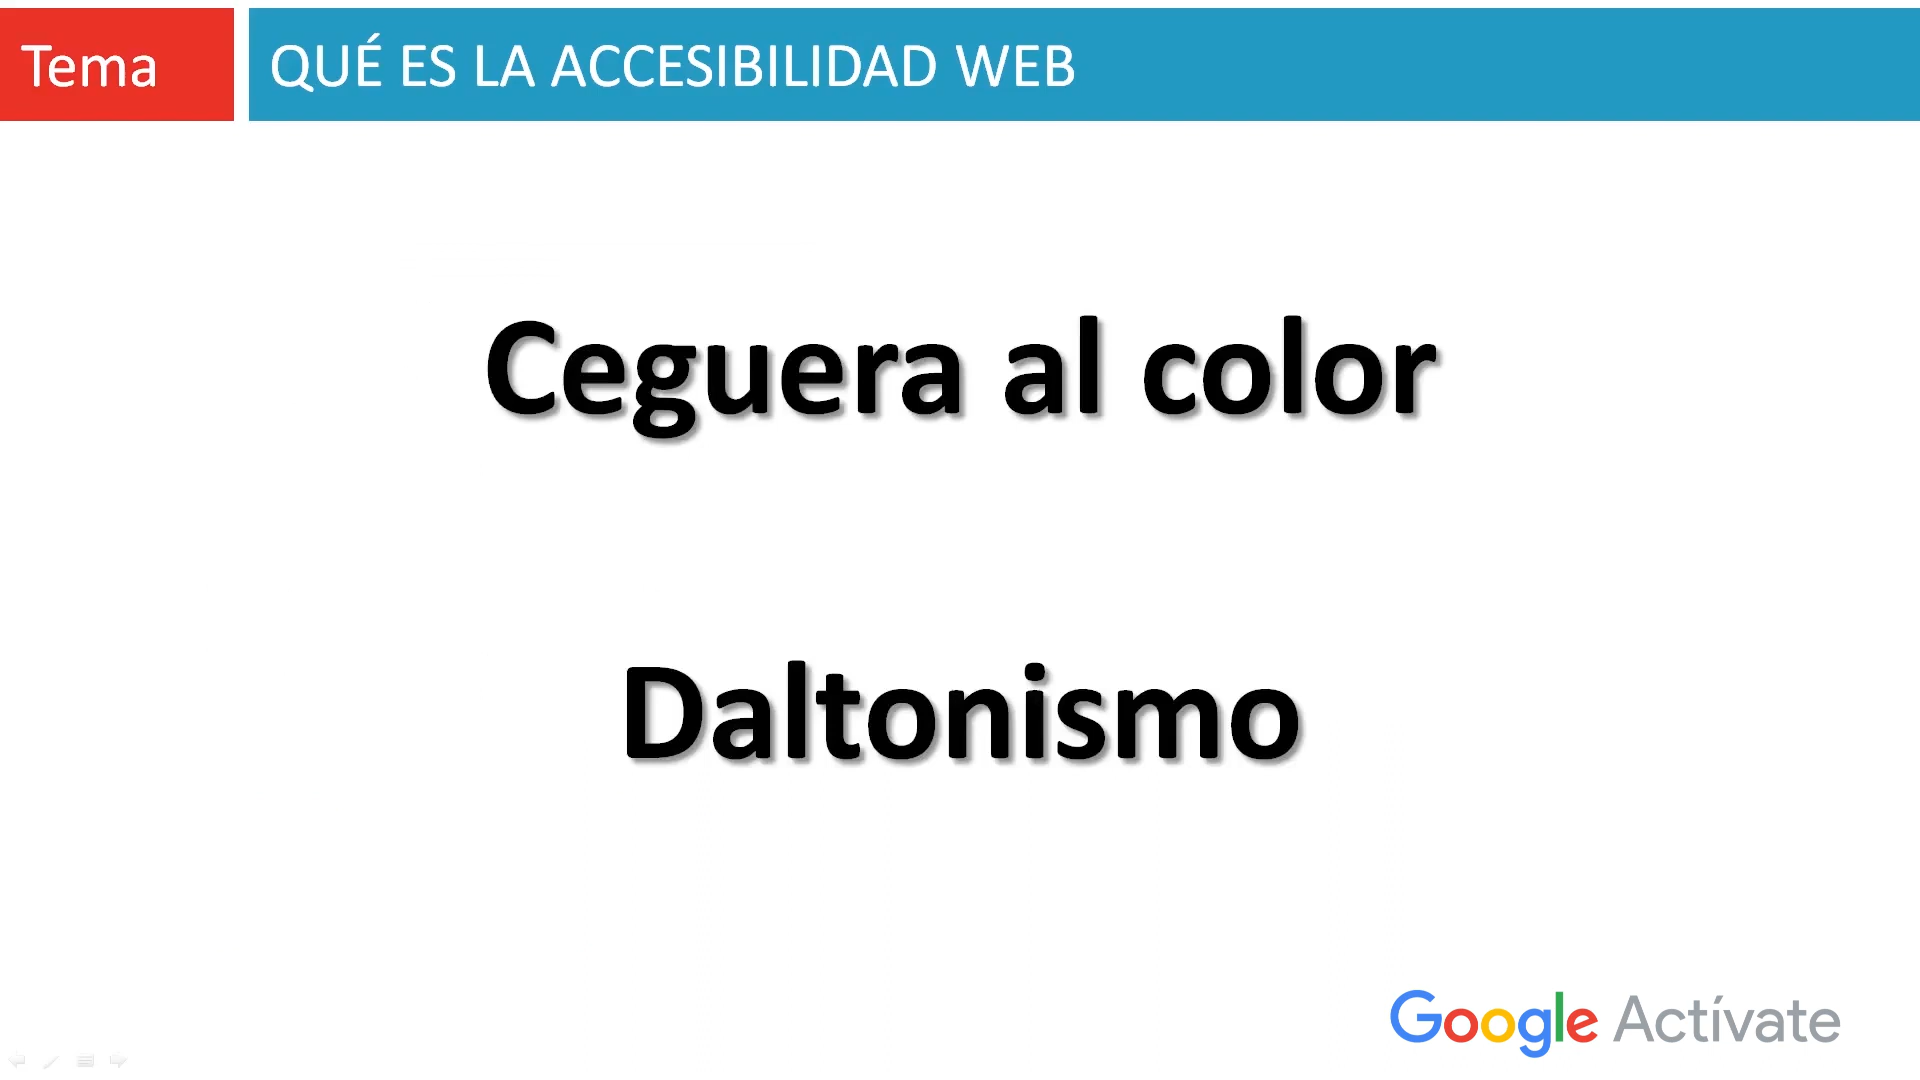 Tema
QUÉ ES LA ACCESIBILIDAD WEB
Ceguera al color
Daltonismo
Google Actívate